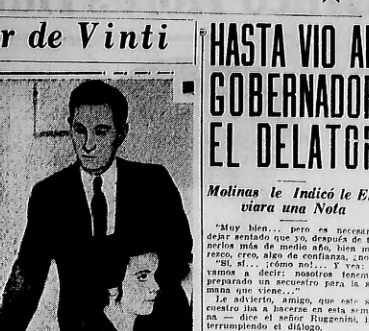 r de Vinti
HASTA VIO A
GOBERNADO
EL DELATO
Molinas le Indicó le E
viara una Nota
"Muy bien... pero es necesar
dejar sentado que yo, después de t
nerlos más de medio año, bien m
rezco, creo, algo de confianza, ¿no
"Sí, sí... ¡cómo no!... Y vea:
vamos a decir: nosotros tenem
preparado un secuestro para la s
mana que viene..."
Le advierto, amigo, que este s
cuestro iba a hacerse en esta sem
na — dice el señor Ruggenini, i
terrumpiendo el diálogo.